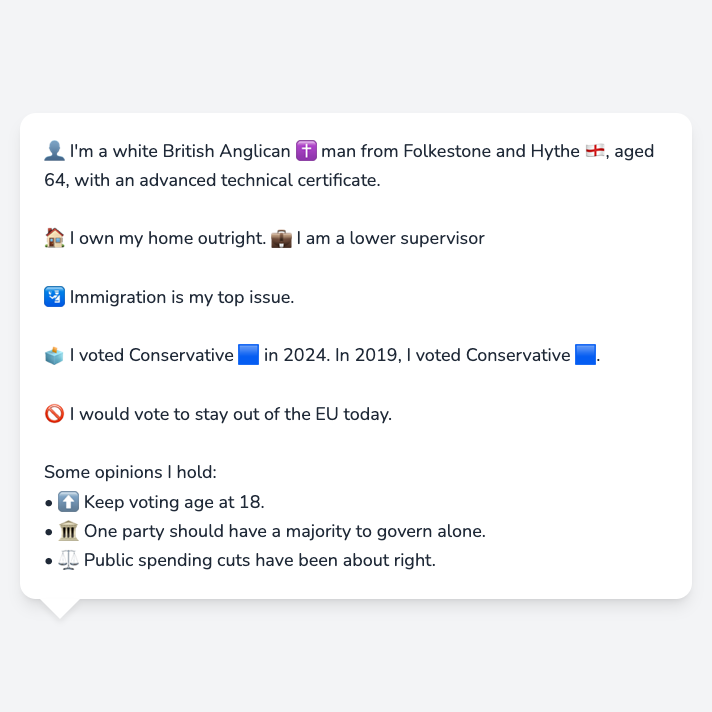 👤 I'm a white British Anglican ✝️ man from Folkestone and Hythe 🏴󠁧󠁢󠁥󠁮󠁧󠁿, aged
64, with an advanced technical certificate.
🏠 I own my home outright. 💼 I am a lower supervisor
🛂 Immigration is my top issue.
🗳️ I voted Conservative 🟦 in 2024. In 2019, I voted Conservative 🟦.
🚫 I would vote to stay out of the EU today.
Some opinions I hold:
• ⬆️ Keep voting age at 18.
• 🏛️ One party should have a majority to govern alone.
• ⚖️ Public spending cuts have been about right.